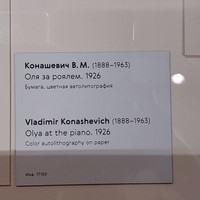 Конашевич В. М. (1888–1963)
Оля за роялем. 1926
Бумага, цветная автолитография
Vladimir Konashevich (1888–1963)
Olya at the piano. 1926
Color autolithography on paper